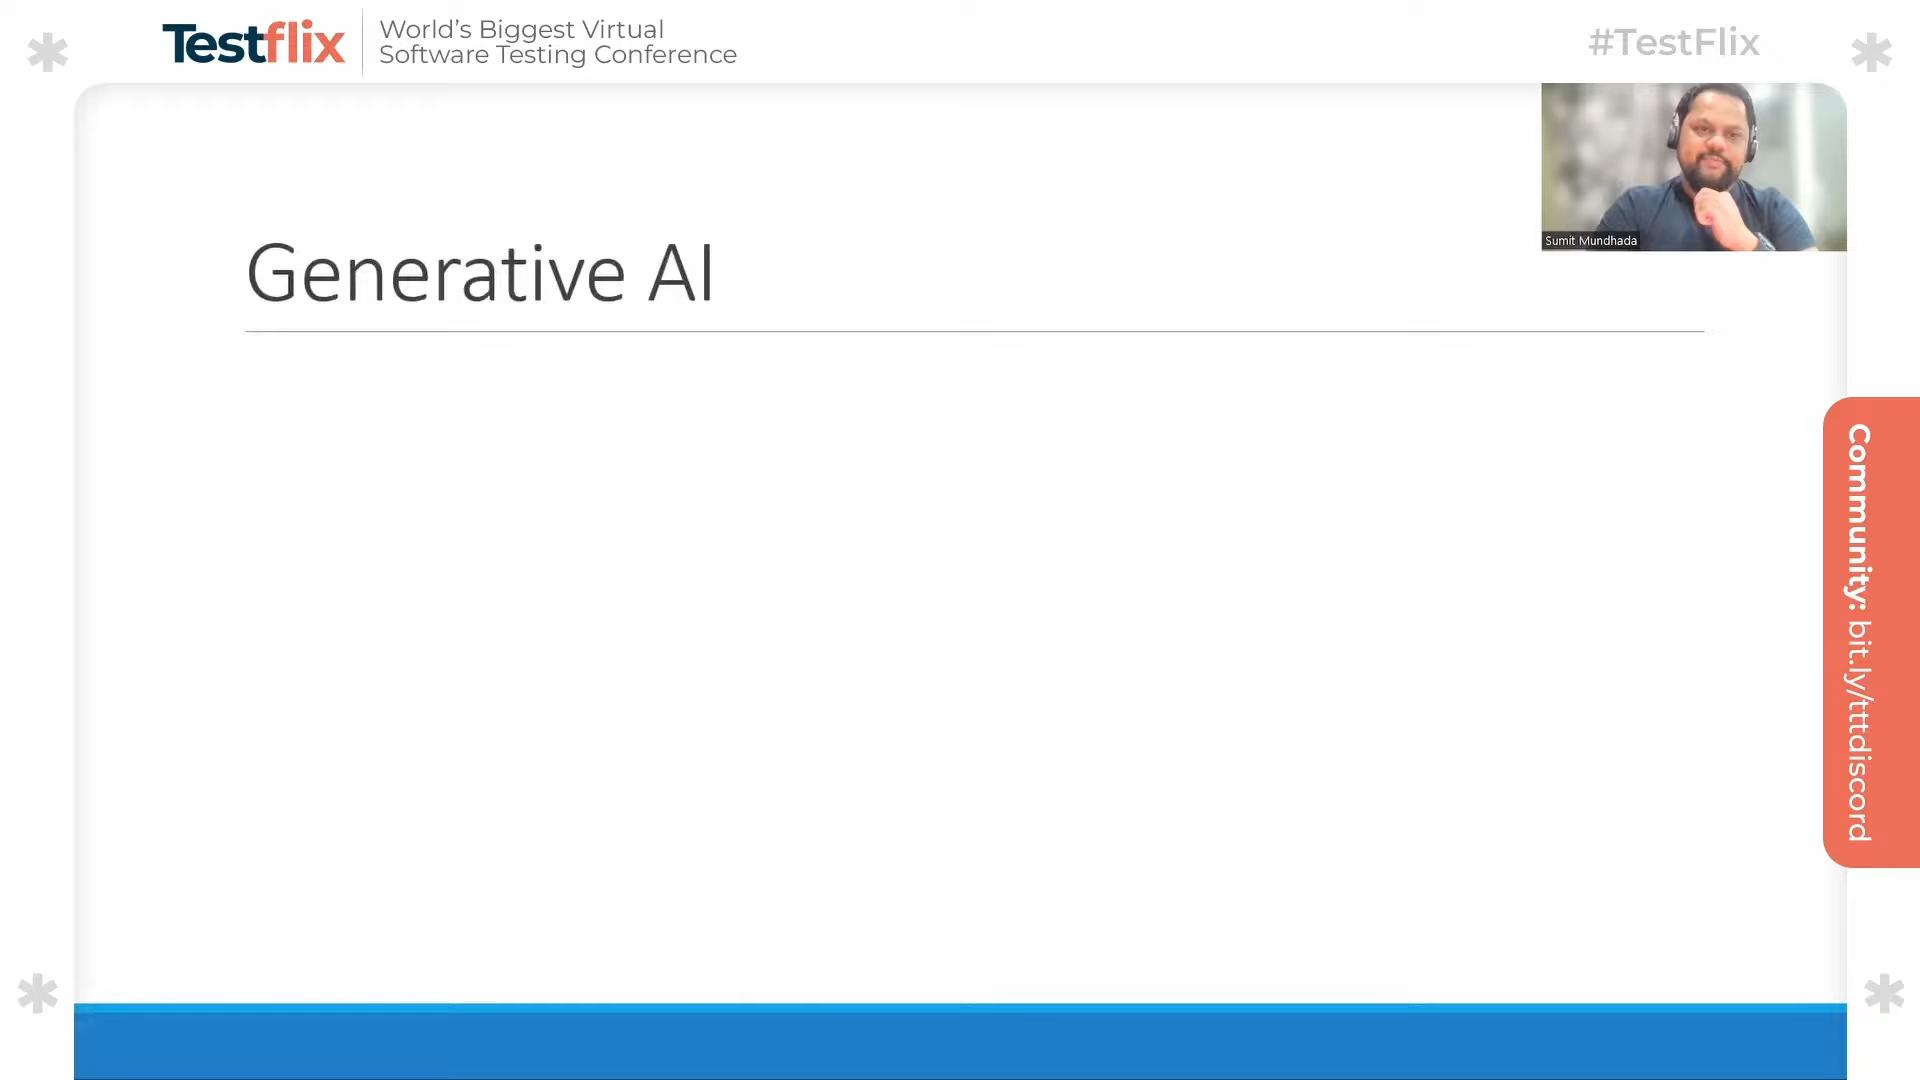 Testflix
World's Biggest Virtual
Software Testing Conference
#TestFlix
Sumit Mundhada
Generative AI
Community: bit.ly/tttdiscord